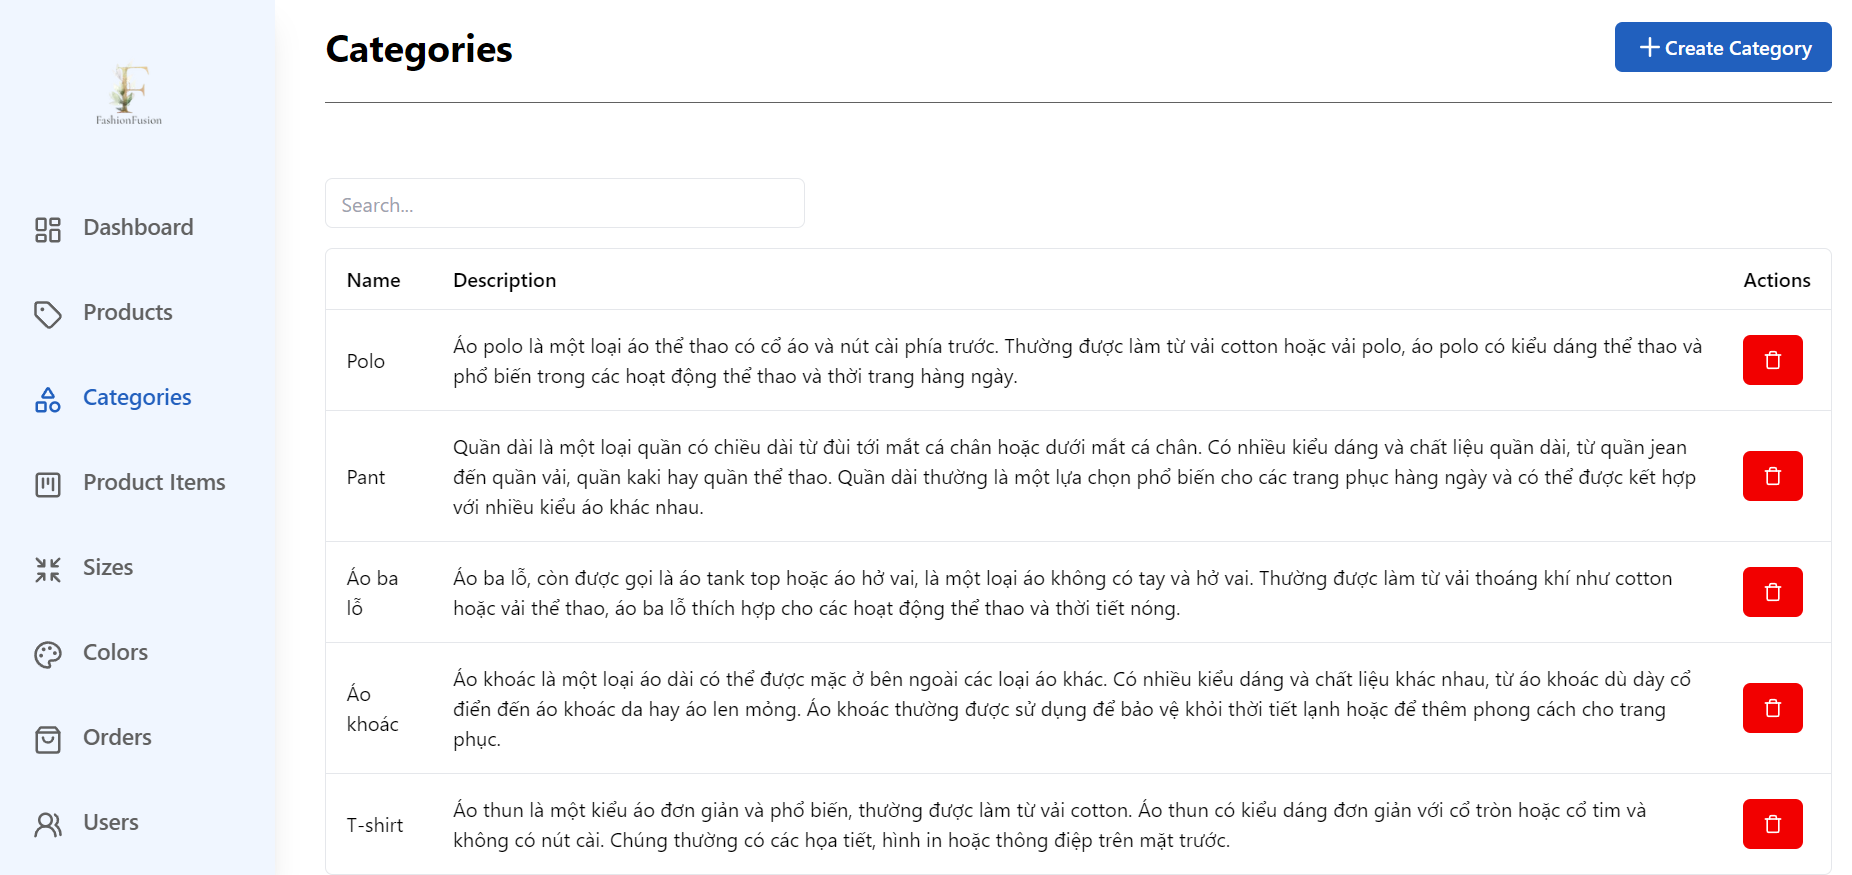 FashionFusion
Dashboard
Products
Categories
Product Items
Sizes
Colors
Orders
Users
Categories
Create Category
Search...
Name Description Actions
Polo
Áo polo là một loại áo thể thao có cổ áo và nút cài phía trước. Thường được làm từ vải cotton hoặc vải polo, áo polo có kiểu dáng thể thao và
phổ biến trong các hoạt động thể thao và thời trang hàng ngày.
Pant
Quần dài là một loại quần có chiều dài từ đùi tới mắt cá chân hoặc dưới mắt cá chân. Có nhiều kiểu dáng và chất liệu quần dài, từ quần jean
đến quần vải, quần kaki hay quần thể thao. Quần dài thường là một lựa chọn phổ biến cho các trang phục hàng ngày và có thể được kết hợp
với nhiều kiểu áo khác nhau.
Áo ba
lỗ
Áo ba lỗ, còn được gọi là áo tank top hoặc áo hở vai, là một loại áo không có tay và hở vai. Thường được làm từ vải thoáng khí như cotton
hoặc vải thể thao, áo ba lỗ thích hợp cho các hoạt động thể thao và thời tiết nóng.
Áo
khoác
Áo khoác là một loại áo dài có thể được mặc ở bên ngoài các loại áo khác. Có nhiều kiểu dáng và chất liệu khác nhau, từ áo khoác dù dày cổ
điển đến áo khoác da hay áo len mỏng. Áo khoác thường được sử dụng để bảo vệ khỏi thời tiết lạnh hoặc để thêm phong cách cho trang
phục.
T-shirt
Áo thun là một kiểu áo đơn giản và phổ biến, thường được làm từ vải cotton. Áo thun có kiểu dáng đơn giản với cổ tròn hoặc cổ tim và
không có nút cài. Chúng thường có các họa tiết, hình in hoặc thông điệp trên mặt trước.